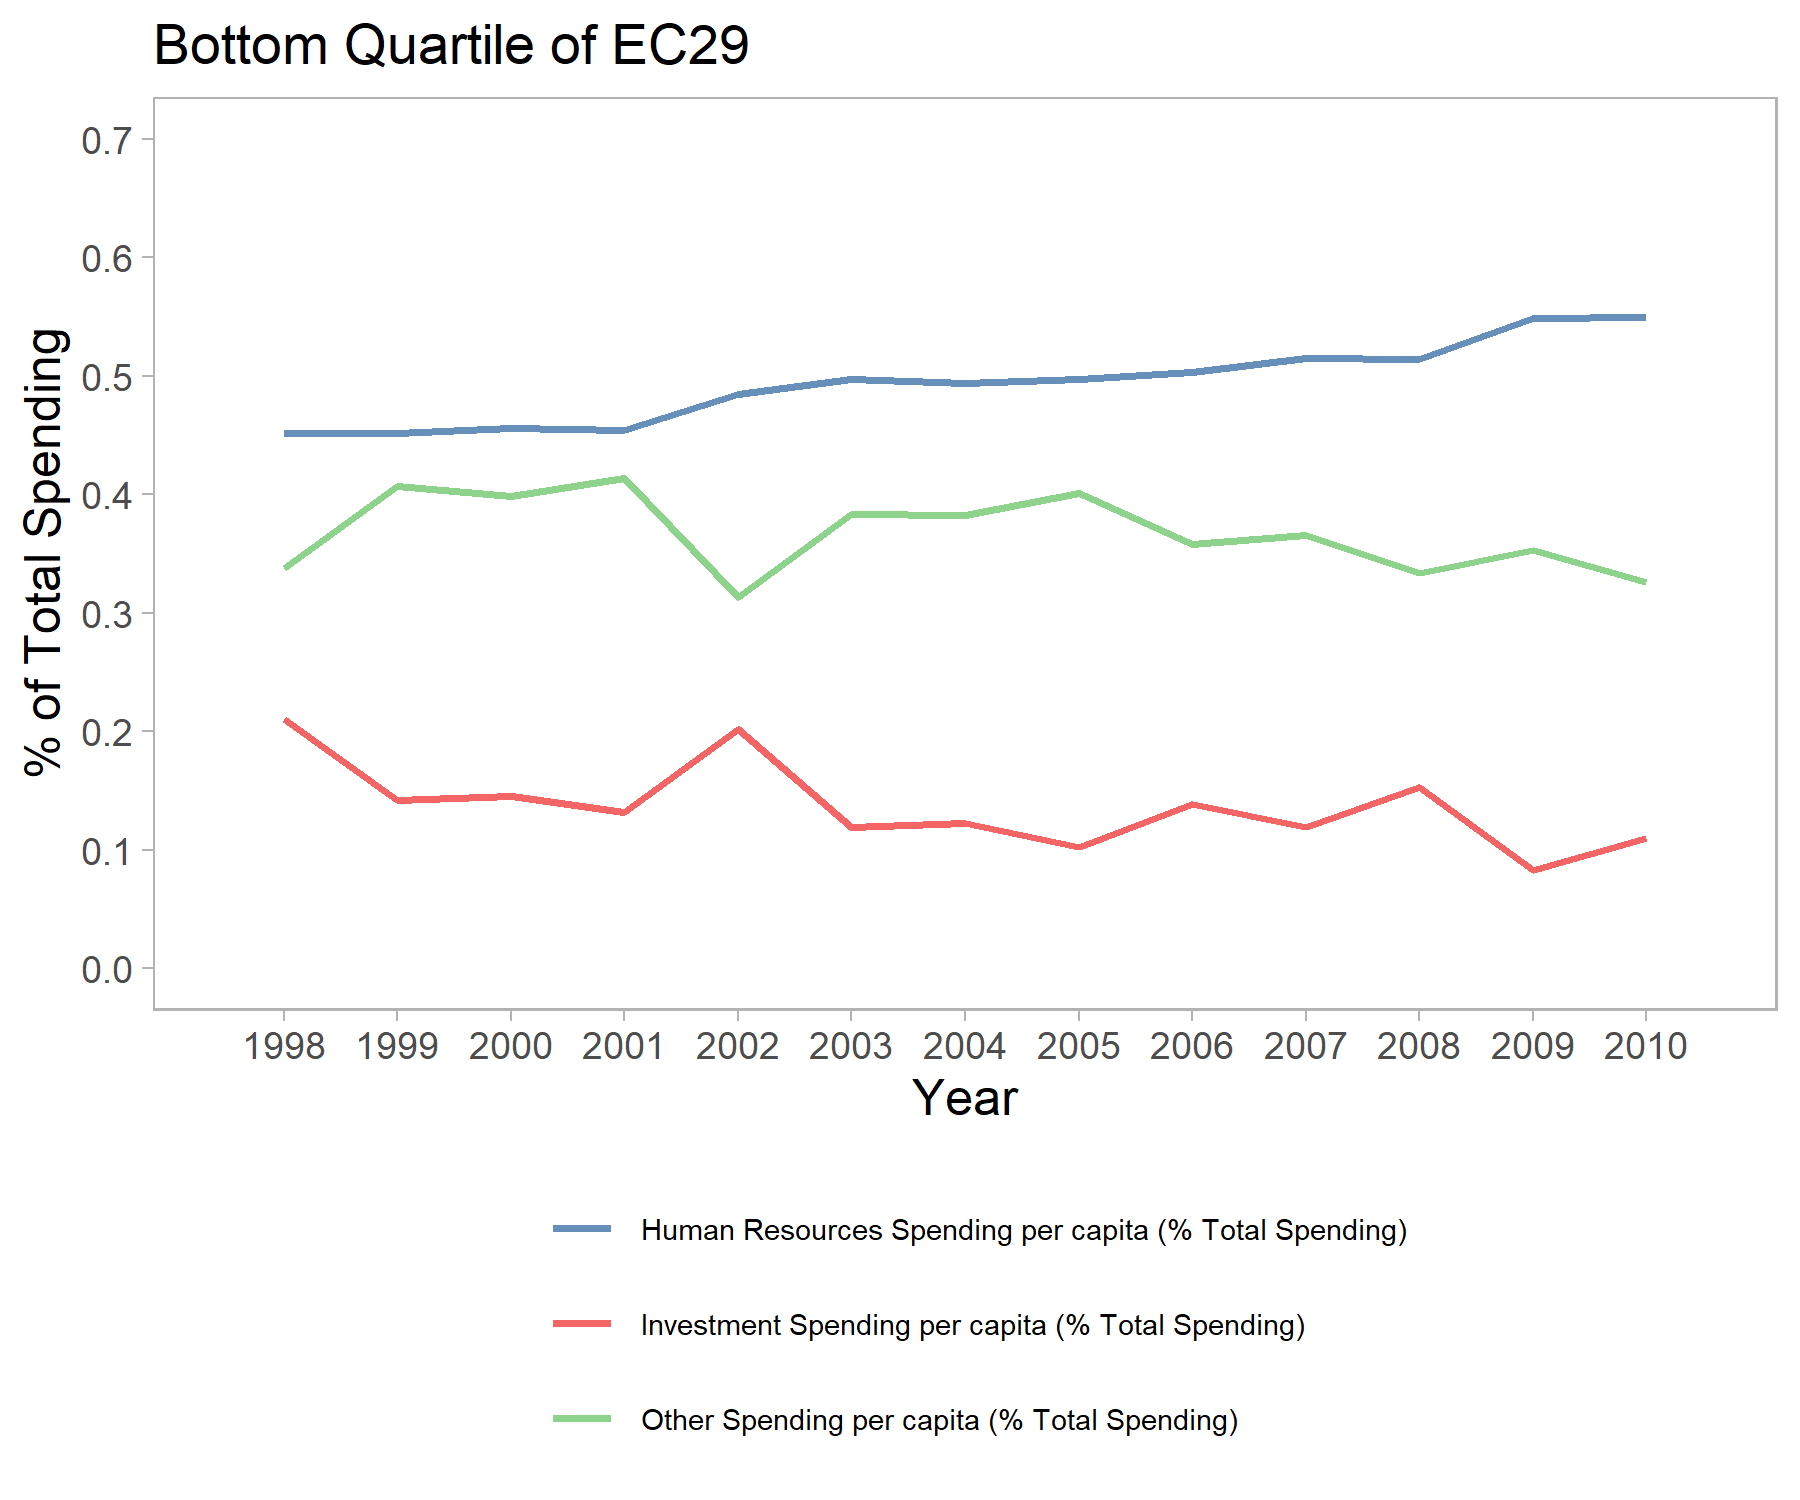 Bottom Quartile of EC29
% of Total Spending
0.7
0.6
0.5
0.4
0.3
0.2
0.1
0.0
1998 1999 2000 2001 2002 2003 2004 2005 2006 2007 2008 2009 2010
Year
Human Resources Spending per capita (% Total Spending)
Investment Spending per capita (% Total Spending)
Other Spending per capita (% Total Spending)